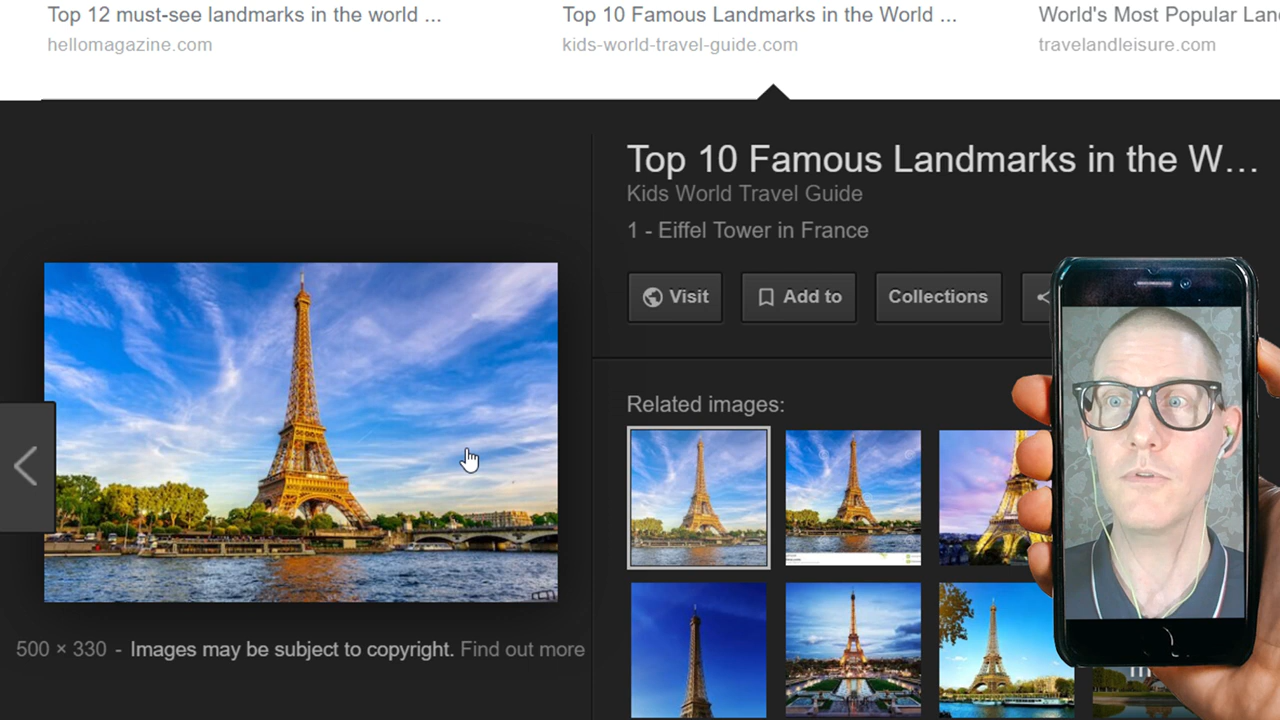 Top 12 must-see landmarks in the world ...
hellomagazine.com
Top 10 Famous Landmarks in the World ...
kids-world-travel-guide.com
World's Most Popular Lan
travelandleisure.com
Top 10 Famous Landmarks in the W...
Kids World Travel Guide
1 - Eiffel Tower in France
Visit
Add to
Collections
Related images:
500 × 330 - Images may be subject to copyright. Find out more